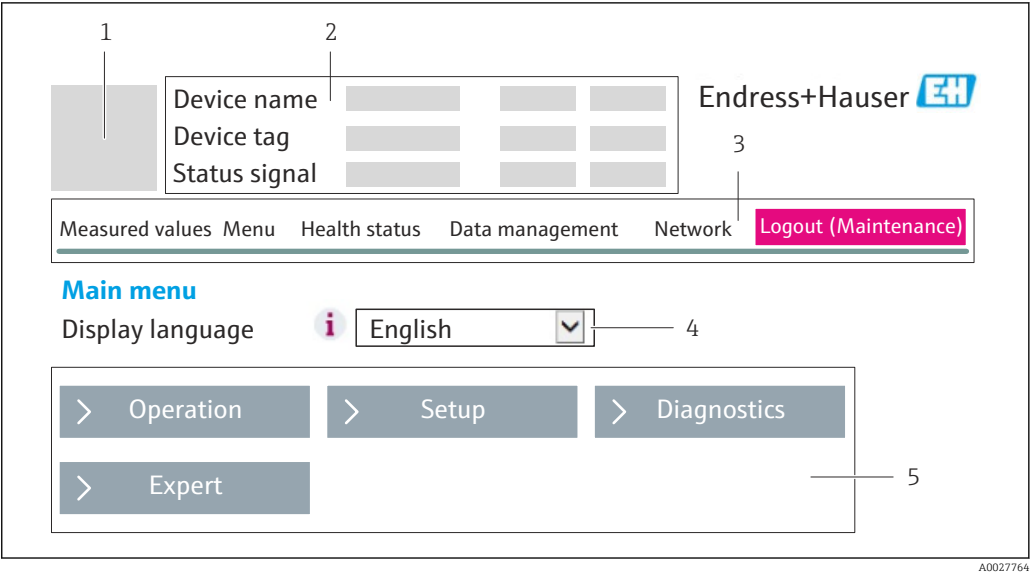 1
2
Device name
Device tag
Status signal
Endress+Hauser EH
3
Measured values Menu Health status Data management Network Logout (Maintenance)
Main menu
Display language i English 4
> Operation > Setup > Diagnostics
> Expert
5
A0027764